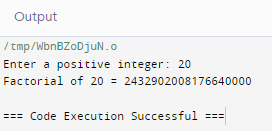 Output
/tmp/WbnBZoDjuN.o
Enter a positive integer: 20
Factorial of 20 = 2432902008176640000
=== Code Execution Successful ===